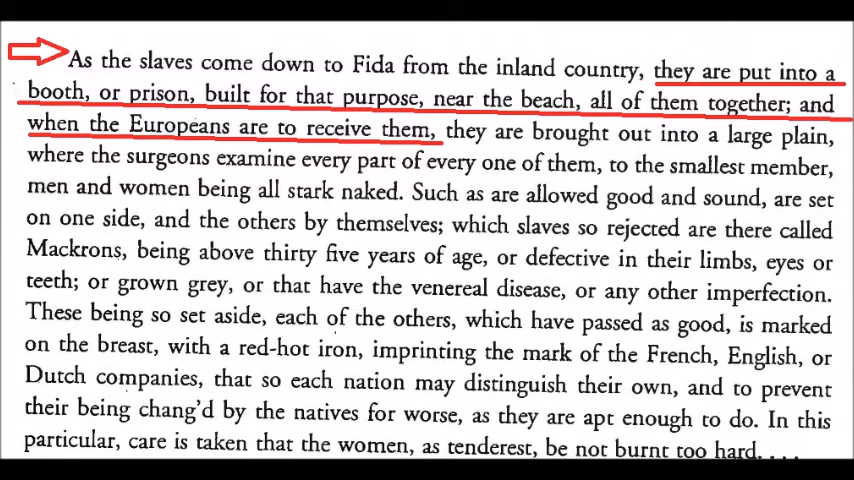 As the slaves come down to Fida from the inland country, they are put into a
booth, or prison, built for that purpose, near the beach, all of them together; and
when the Europeans are to receive them, they are brought out into a large plain,
where the surgeons examine every part of every one of them, to the smallest member,
men and women being all stark naked. Such as are allowed good and sound, are set
on one side, and the others by themselves; which slaves so rejected are there called
Mackrons, being above thirty five years of age, or defective in their limbs, eyes or
teeth; or grown grey, or that have the venereal disease, or any other imperfection.
These being so set aside, each of the others, which have passed as good, is marked
on the breast, with a red-hot iron, imprinting the mark of the French, English, or
Dutch companies, that so each nation may distinguish their own, and to prevent
their being chang'd by the natives for worse, as they are apt enough to do. In this
particular, care is taken that the women, as tenderest, be not burnt too hard. . . .